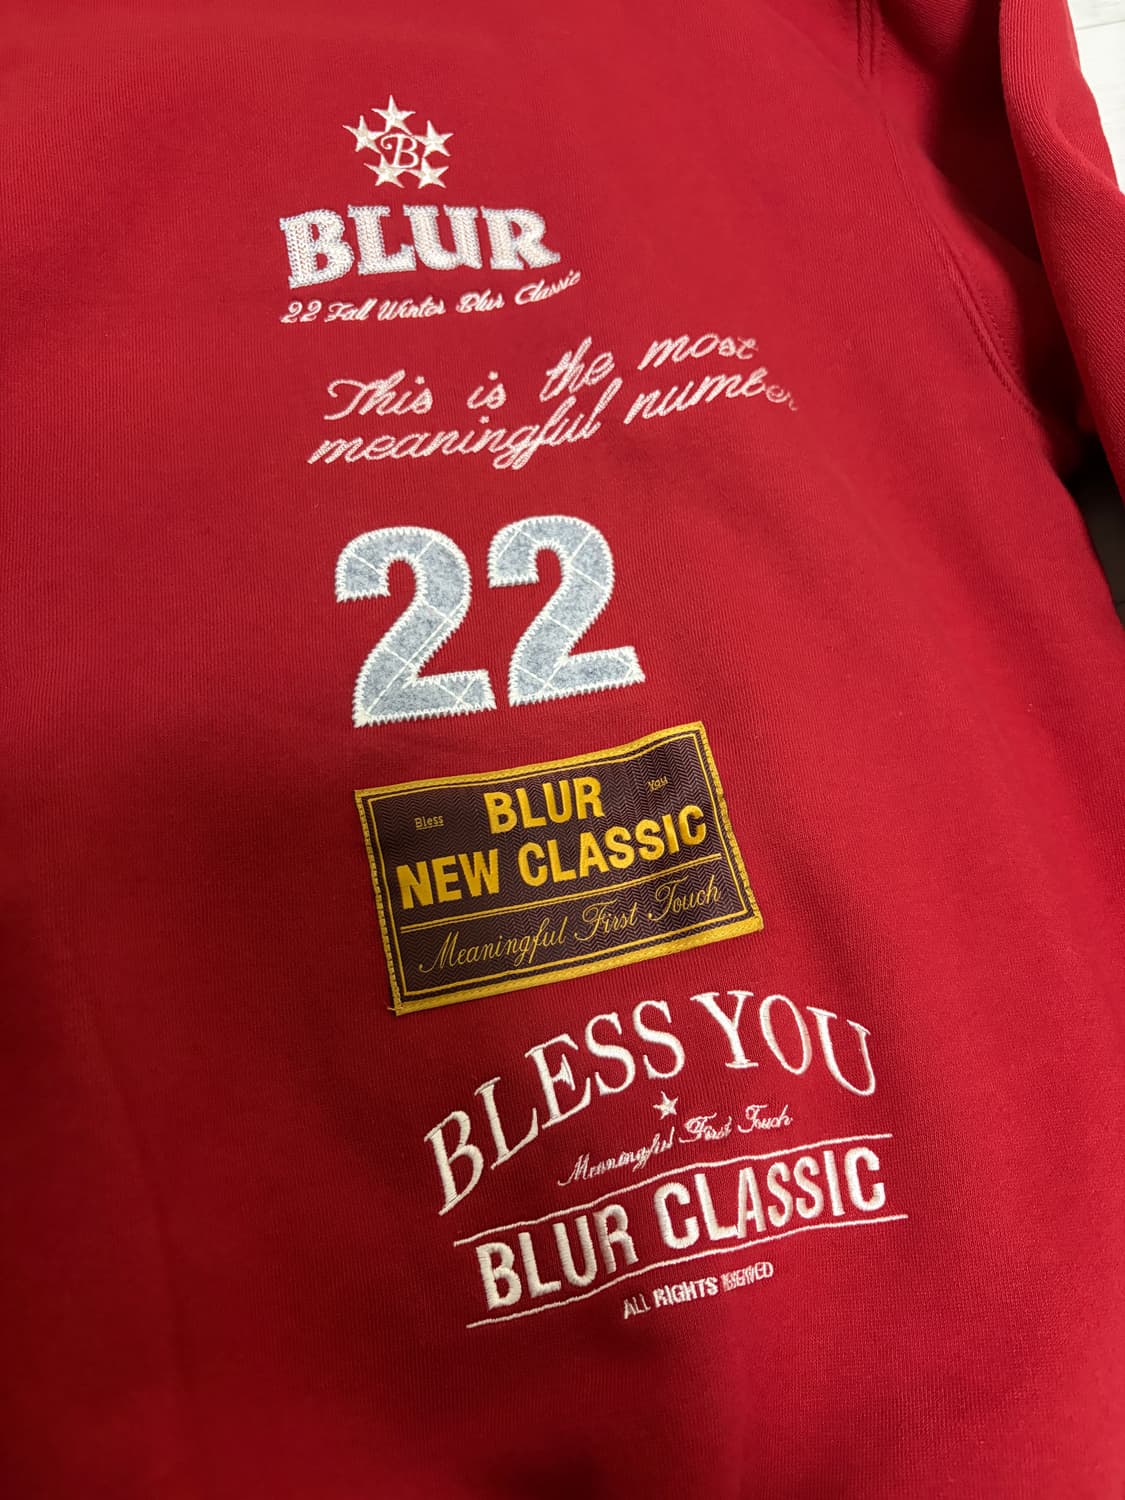 B
BLUR
22 Fall Winter Blur Classic
This is the most
meaningful number
22
Bless
You
BLUR
NEW CLASSIC
Meaningful First Touch
BLESS YOU
Meaningful First Touch
BLUR CLASSIC
ALL RIGHTS